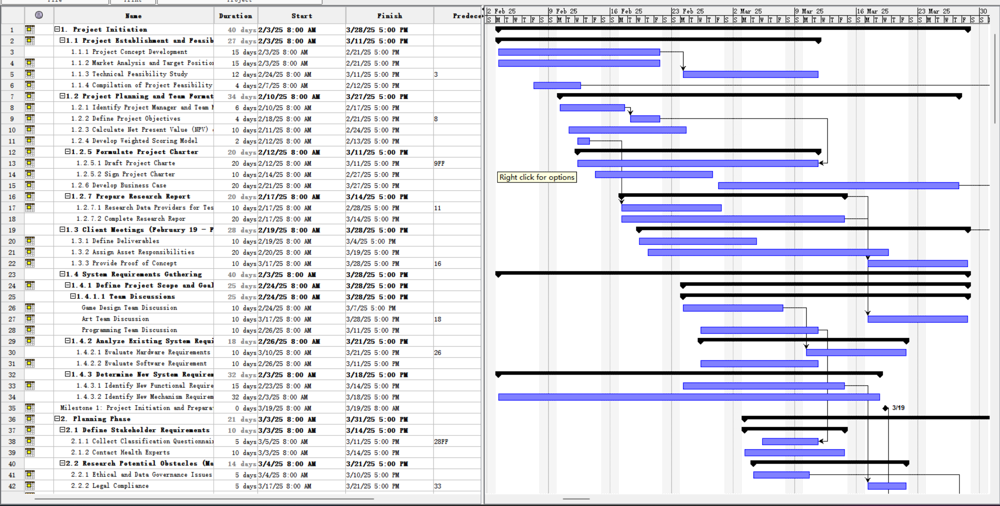 File Print Project
Name Duration Start Finish Predece
2 Feb 25 9 Feb 25 16 Feb 25 23 Feb 25 2 Mar 25 9 Mar 25 16 Mar 25 23 Mar 25 30
S M T W T F S S M T W T F S S M T W T F S S M T W T F S S M T W T F S S M T W T F S S M T W T F S S M T W T F S S
1 1. Project Initiation 40 days 2/3/25 8:00 AM 3/28/25 5:00 PM
2 1.1 Project Establishment and Feasib 27 days 2/3/25 8:00 AM 3/11/25 5:00 PM
3 1.1.1 Project Concept Development 15 days 2/3/25 8:00 AM 2/21/25 5:00 PM
4 1.1.2 Market Analysis and Target Position 15 days 2/3/25 8:00 AM 2/21/25 5:00 PM
5 1.1.3 Technical Feasibility Study 12 days 2/24/25 8:00 AM 3/11/25 5:00 PM 3
6 1.1.4 Compilation of Project Feasibility 4 days 2/7/25 8:00 AM 2/12/25 5:00 PM
7 1.2 Project Planning and Team Format 34 days 2/10/25 8:00 AM 3/27/25 5:00 PM
8 1.2.1 Identify Project Manager and Team M 6 days 2/10/25 8:00 AM 2/17/25 5:00 PM
9 1.2.2 Define Project Objectives 4 days 2/18/25 8:00 AM 2/21/25 5:00 PM 8
10 1.2.3 Calculate Net Present Value (NPV) 10 days 2/11/25 8:00 AM 2/24/25 5:00 PM
11 1.2.4 Develop Weighted Scoring Model 2 days 2/12/25 8:00 AM 2/13/25 5:00 PM
12 1.2.5 Formulate Project Charter 20 days 2/12/25 8:00 AM 3/11/25 5:00 PM
13 1.2.5.1 Draft Project Charte 20 days 2/12/25 8:00 AM 3/11/25 5:00 PM 9FF
14 1.2.5.2 Sign Project Charter 10 days 2/14/25 8:00 AM 2/27/25 5:00 PM
Right click for options
15 1.2.6 Develop Business Case 20 days 2/21/25 8:00 AM 3/27/25 5:00 PM
16 1.2.7 Prepare Research Report 20 days 2/17/25 8:00 AM 3/14/25 5:00 PM
17 1.2.7.1 Research Data Providers for Tes 10 days 2/17/25 8:00 AM 2/28/25 5:00 PM 11
18 1.2.7.2 Complete Research Repor 20 days 2/17/25 8:00 AM 3/14/25 5:00 PM
19 1.3 Client Meetings (February 19 - F 28 days 2/19/25 8:00 AM 3/28/25 5:00 PM
20 1.3.1 Define Deliverables 10 days 2/19/25 8:00 AM 3/4/25 5:00 PM
21 1.3.2 Assign Asset Responsibilities 20 days 2/20/25 8:00 AM 3/19/25 5:00 PM
22 1.3.3 Provide Proof of Concept 10 days 3/17/25 8:00 AM 3/28/25 5:00 PM 16
23 1.4 System Requirements Gathering 40 days 2/3/25 8:00 AM 3/28/25 5:00 PM
24 1.4.1 Define Project Scope and Goal 25 days 2/24/25 8:00 AM 3/28/25 5:00 PM
25 1.4.1.1 Team Discussions 25 days 2/24/25 8:00 AM 3/28/25 5:00 PM
26 Game Design Team Discussion 10 days 2/24/25 8:00 AM 3/7/25 5:00 PM
27 Art Team Discussion 10 days 3/17/25 8:00 AM 3/28/25 5:00 PM 18
28 Programming Team Discussion 10 days 2/26/25 8:00 AM 3/11/25 5:00 PM
29 1.4.2 Analyze Existing System Requi 18 days 2/26/25 8:00 AM 3/21/25 5:00 PM
30 1.4.2.1 Evaluate Hardware Requirements 10 days 3/10/25 8:00 AM 3/21/25 5:00 PM 26
31 1.4.2.2 Evaluate Software Requirement 10 days 2/26/25 8:00 AM 3/11/25 5:00 PM
32 1.4.3 Determine New System Requirem 32 days 2/3/25 8:00 AM 3/18/25 5:00 PM
33 1.4.3.1 Identify New Functional Require 15 days 2/23/25 8:00 AM 3/14/25 5:00 PM
34 1.4.3.2 Identify New Mechanism Requirem 32 days 2/3/25 8:00 AM 3/18/25 5:00 PM
35 Milestone 1: Project Initiation and Prepara 0 days 3/19/25 8:00 AM 3/19/25 8:00 AM 3/19
36 2. Planning Phase 21 days 3/3/25 8:00 AM 3/31/25 5:00 PM
37 2.1 Define Stakeholder Requirements 10 days 3/3/25 8:00 AM 3/14/25 5:00 PM
38 2.1.1 Collect Classification Questionnair 5 days 3/5/25 8:00 AM 3/11/25 5:00 PM 28FF
39 2.1.2 Contact Health Experts 10 days 3/3/25 8:00 AM 3/14/25 5:00 PM
40 2.2 Research Potential Obstacles (Ma 14 days 3/4/25 8:00 AM 3/21/25 5:00 PM
41 2.2.1 Ethical and Data Governance Issues 5 days 3/4/25 8:00 AM 3/10/25 5:00 PM
42 2.2.2 Legal Compliance 5 days 3/17/25 8:00 AM 3/21/25 5:00 PM 33